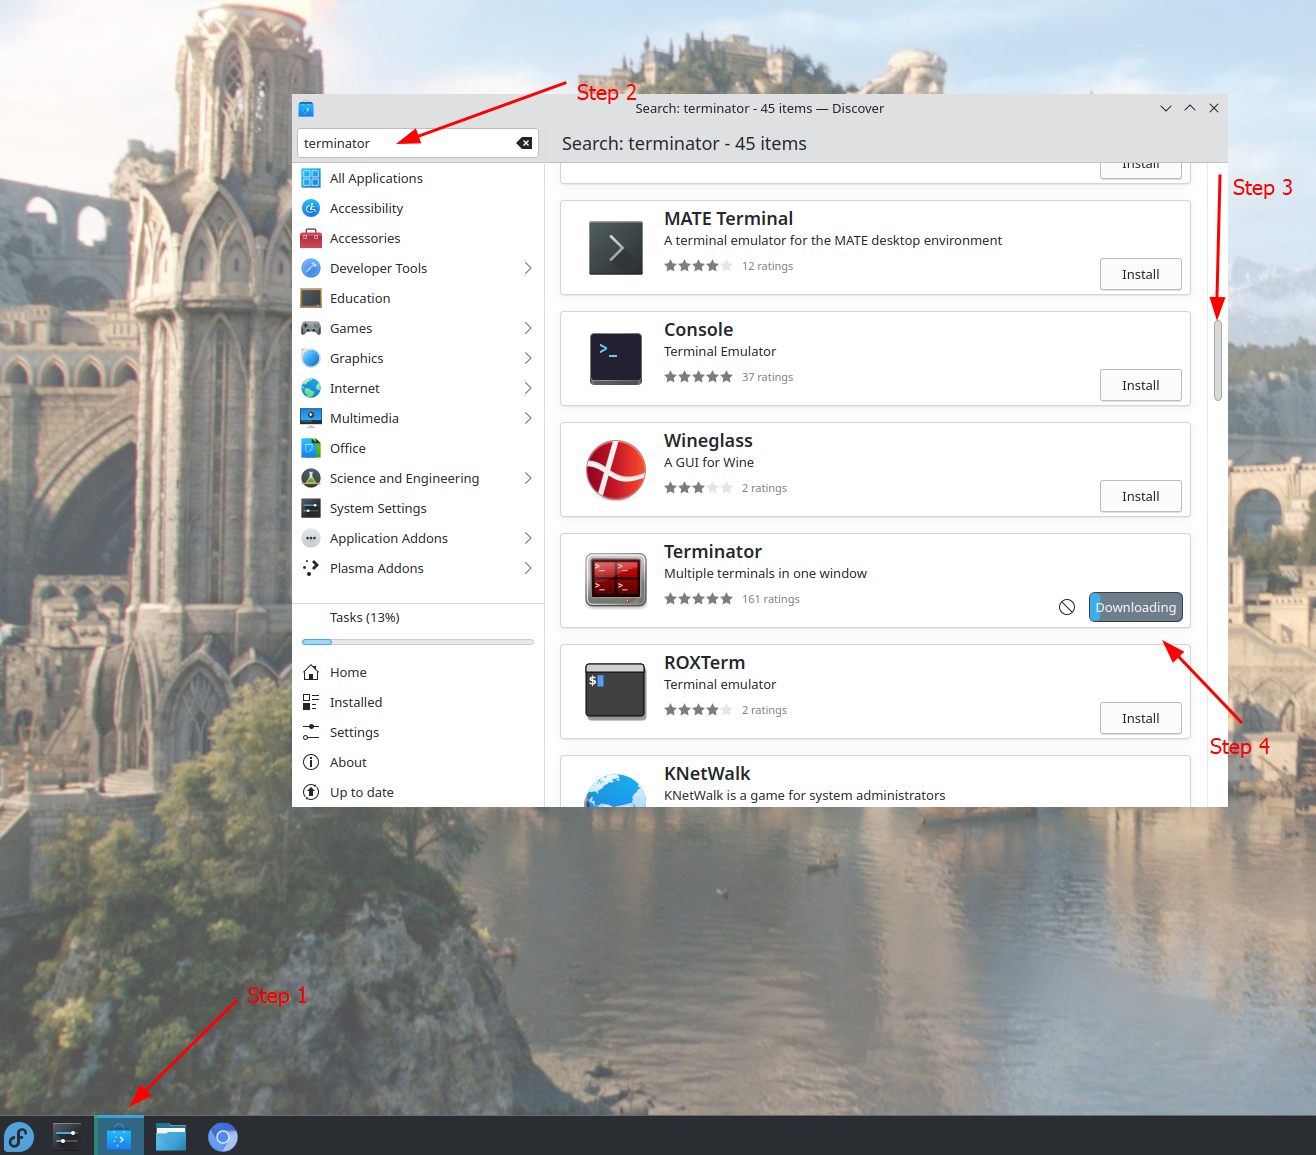 Step 2
Search: terminator - 45 items — Discover
terminator
Search: terminator - 45 items
All Applications
Accessibility
Accessories
Developer Tools
Education
Games
Graphics
Internet
Multimedia
Office
Science and Engineering
System Settings
Application Addons
Plasma Addons
Tasks (13%)
Home
Installed
Settings
About
Up to date
Install
Step 3
MATE Terminal
A terminal emulator for the MATE desktop environment
12 ratings
Install
Console
Terminal Emulator
37 ratings
Install
Wineglass
A GUI for Wine
2 ratings
Install
Terminator
Multiple terminals in one window
161 ratings
Downloading
ROXTerm
Terminal emulator
2 ratings
Install
Step 4
KNetWalk
KNetWalk is a game for system administrators
Step 1